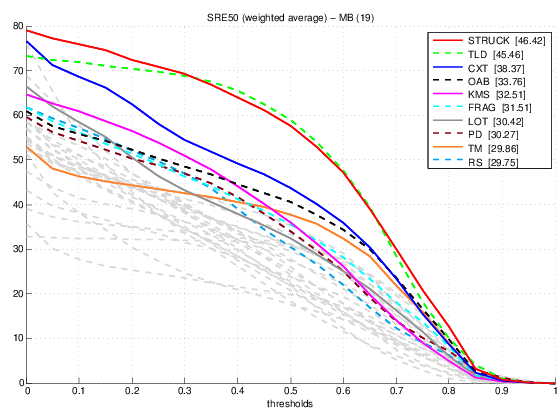 SRE50 (weighted average) – MB (19)
80
70
60
50
40
30
20
10
0
0
0.1
0.2
0.3
0.4
0.5
0.6
0.7
0.8
0.9
1
thresholds
STRUCK [46.42]
TLD [45.46]
CXT [38.37]
OAB [33.76]
KMS [32.51]
FRAG [31.51]
LOT [30.42]
PD [30.27]
TM [29.86]
RS [29.75]